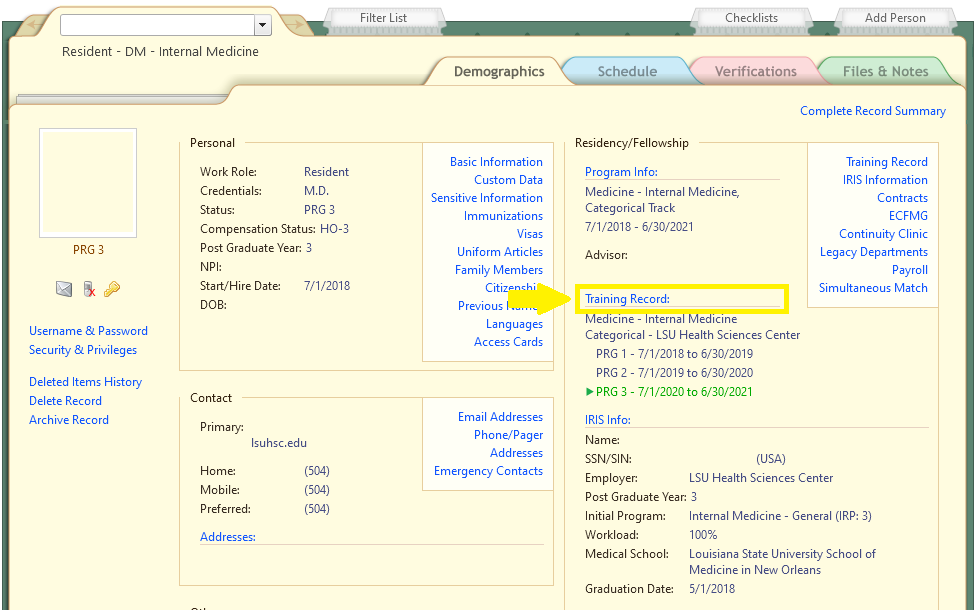 Filter List
Checklists
Add Person
Resident - DM - Internal Medicine
Demographics
Schedule
Verifications
Files & Notes
Complete Record Summary
PRG 3
Username & Password
Security & Privileges
Deleted Items History
Delete Record
Archive Record
Personal
Work Role: Resident
Credentials: M.D.
Status: PRG 3
Compensation Status: HO-3
Post Graduate Year: 3
NPI:
Start/Hire Date: 7/1/2018
DOB:
Basic Information
Custom Data
Sensitive Information
Immunizations
Visas
Uniform Articles
Family Members
Citizenshi
Previous Name
Languages
Access Cards
Contact
Primary:
lsuhsc.edu
Home: (504)
Mobile: (504)
Preferred: (504)
Addresses:
Email Addresses
Phone/Pager
Addresses
Emergency Contacts
Residency/Fellowship
Program Info:
Medicine - Internal Medicine,
Categorical Track
7/1/2018 - 6/30/2021
Advisor:
Training Record:
Medicine - Internal Medicine
Categorical - LSU Health Sciences Center
PRG 1 - 7/1/2018 to 6/30/2019
PRG 2 - 7/1/2019 to 6/30/2020
PRG 3 - 7/1/2020 to 6/30/2021
IRIS Info:
Name:
SSN/SIN: (USA)
Employer: LSU Health Sciences Center
Post Graduate Year: 3
Initial Program: Internal Medicine - General (IRP: 3)
Workload: 100%
Medical School: Louisiana State University School of
Medicine in New Orleans
Graduation Date: 5/1/2018
Training Record
IRIS Information
Contracts
ECFMG
Continuity Clinic
Legacy Departments
Payroll
Simultaneous Match